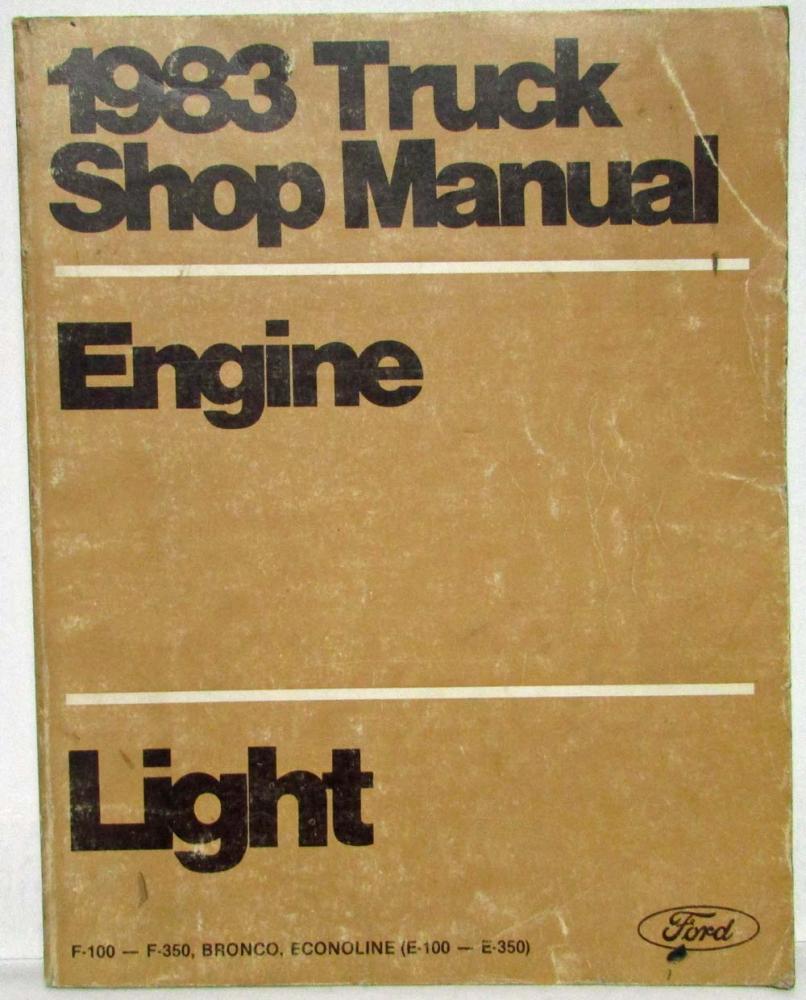 1983 Truck
Shop Manual
Engine
Light
F-100 — F-350, BRONCO, ECONOLINE (E-100 — E-350)
Ford